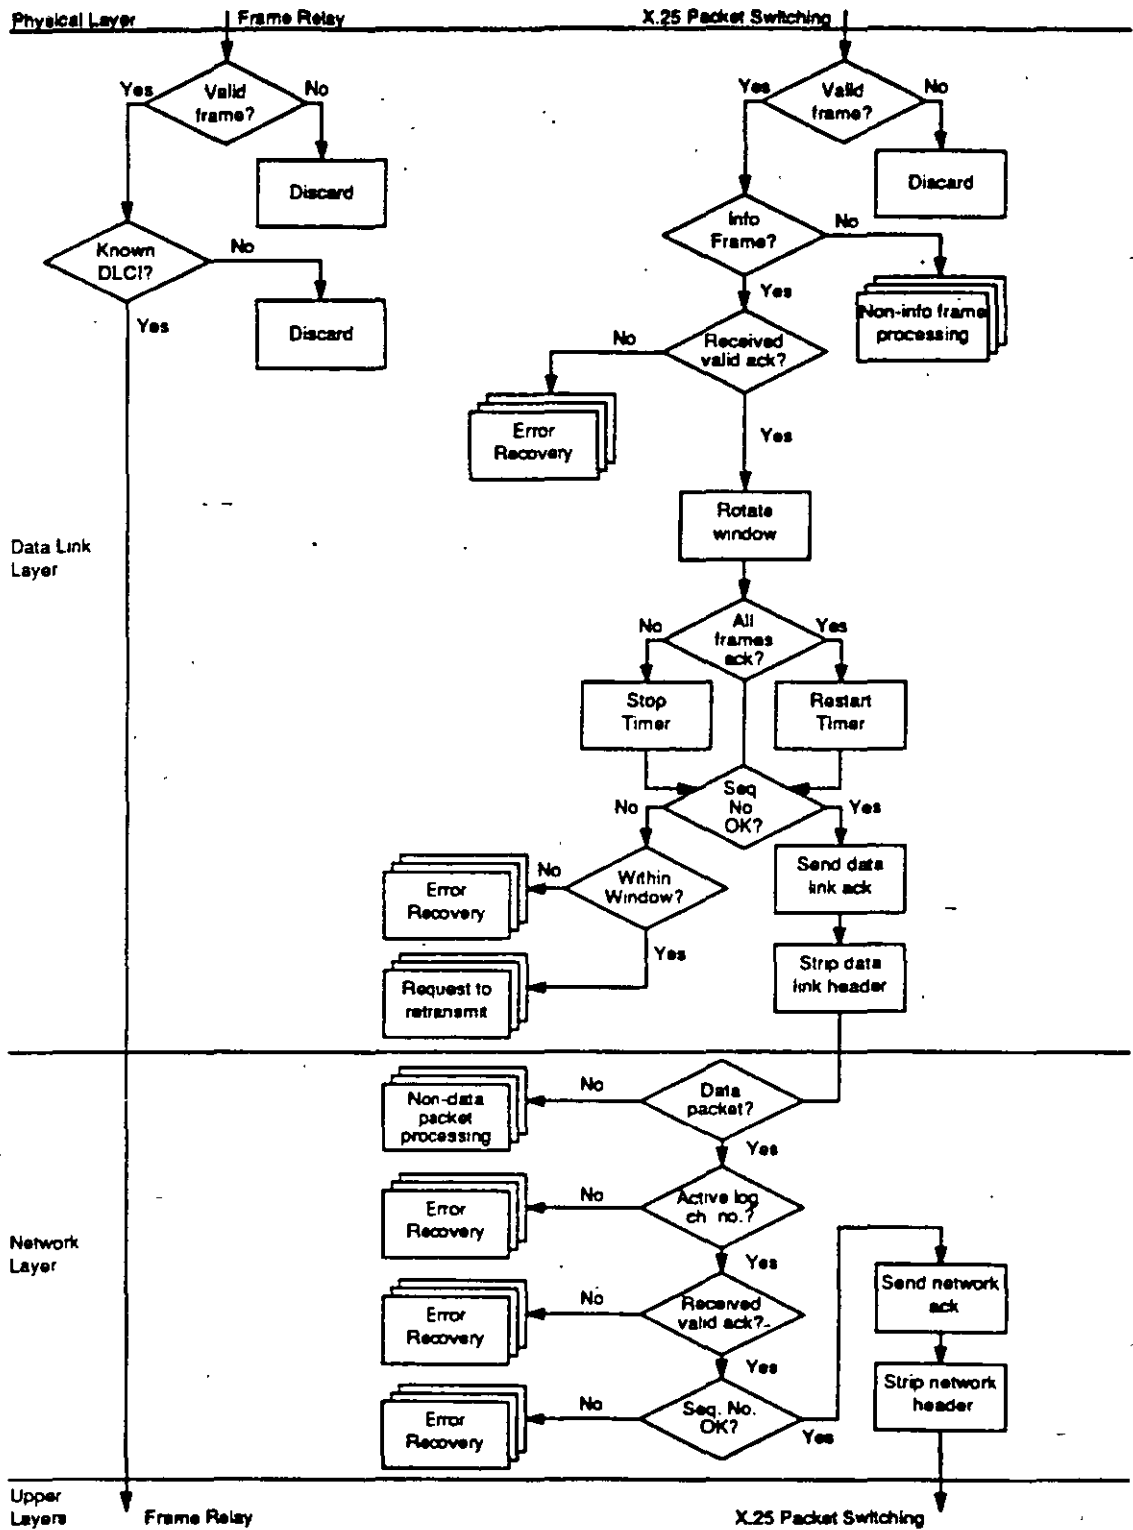 Physical Layer
Frame Relay
X.25 Packet Switching
Yes
Valid
frame?
No
Discard
Known
DLCI?
No
Discard
Yes
Yes
Valid
frame?
No
Discard
Info
Frame?
No
Yes
Non-info frame
processing
No
Received
valid ack?
Error
Recovery
Yes
Rotate
window
Data Link
Layer
No
All
frames
ack?
Yes
Stop
Timer
Restart
Timer
No
Seq
No
OK?
Yes
Error
Recovery
No
Within
Window?
Send data
link ack
Yes
Request to
retransmit
Strip data
link header
Non-data
packet
processing
No
Data
packet?
Yes
Error
Recovery
No
Active log
ch no.?
Yes
Network
Layer
Send network
ack
Error
Recovery
No
Received
valid ack?
Yes
Strip network
header
Error
Recovery
No
Seq. No.
OK?
Yes
Upper
Layers
Frame Relay
X.25 Packet Switching